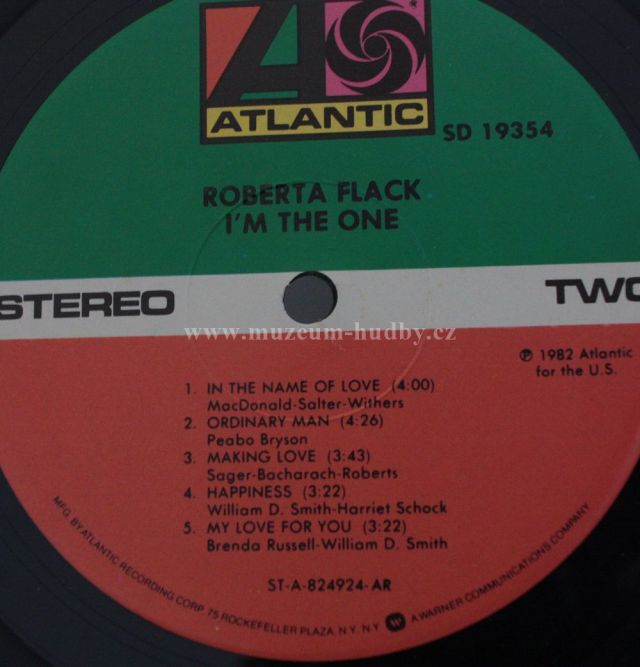 ATLANTIC
SD 19354
ROBERTA FLACK
I'M THE ONE
STEREO
TWO
www.muzeum-hudby.cz
℗ 1982 Atlantic
for the U.S.
1. IN THE NAME OF LOVE (4:00)
MacDonald-Salter-Withers
2. ORDINARY MAN (4:26)
Peabo Bryson
3. MAKING LOVE (3:43)
Sager-Bacharach-Roberts
4. HAPPINESS (3:22)
William D. Smith-Harriet Schock
5. MY LOVE FOR YOU (3:22)
Brenda Russell-William D. Smith
ST-A-824924-AR
MFG. BY ATLANTIC RECORDING CORP. 75 ROCKEFELLER PLAZA, N.Y. N.Y. A WARNER COMMUNICATIONS COMPANY